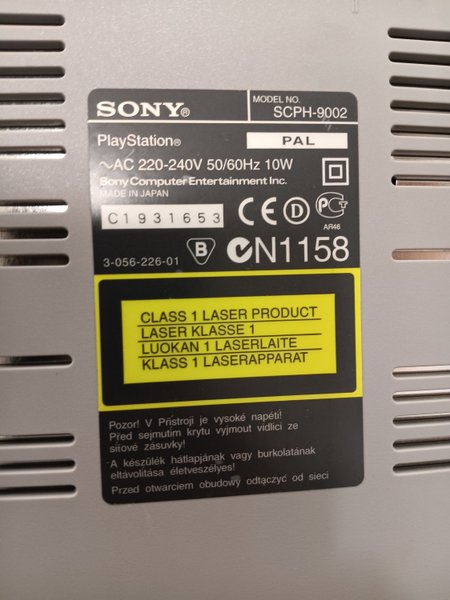 SONY®
MODEL NO.
SCPH-9002
PlayStation®
PAL
~AC 220-240V 50/60Hz 10W
Sony Computer Entertainment Inc.
MADE IN JAPAN
C1931653
CE D PCT
AR46
3-056-226-01
B
N1158
CLASS 1 LASER PRODUCT
LASER KLASSE 1
LUOKAN 1 LASERLAITE
KLASS 1 LASERAPPARAT
Pozor! V Přístroji je vysoké napětí!
Před sejmutím krytu vyjmout vidlici ze
síťové zásuvky!
A készülék hátlapjának vagy burkolatának
eltávolítása életveszélyes!
Przed otwarciem obudowy odtączyć od sieci